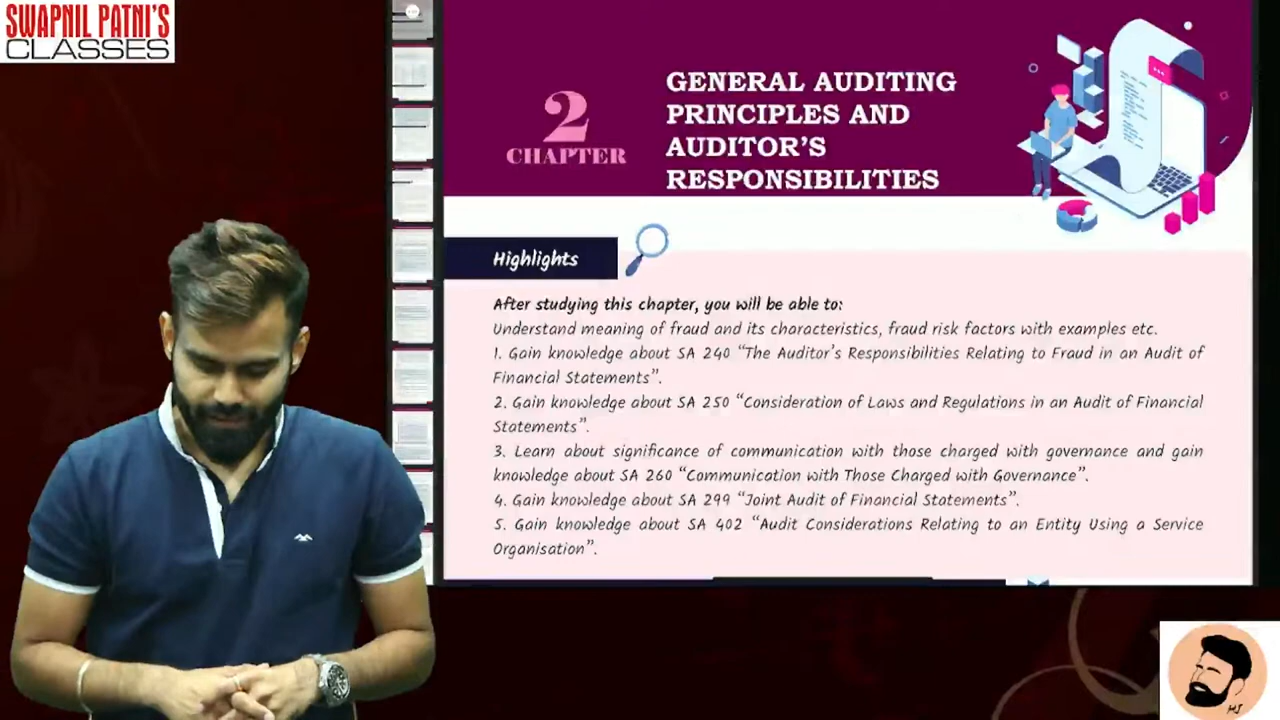 SWAPNIL PATNI'S
CLASSES
2
CHAPTER
GENERAL AUDITING
PRINCIPLES AND
AUDITOR'S
RESPONSIBILITIES
Highlights
After studying this chapter, you will be able to:
Understand meaning of fraud and its characteristics, fraud risk factors with examples etc.
1. Gain knowledge about SA 240 “The Auditor's Responsibilities Relating to Fraud in an Audit of
Financial Statements”.
2. Gain knowledge about SA 250 “Consideration of Laws and Regulations in an Audit of Financial
Statements”.
3. Learn about significance of communication with those charged with governance and gain
knowledge about SA 260 “Communication with Those Charged with Governance”.
4. Gain knowledge about SA 299 “Joint Audit of Financial Statements”.
5. Gain knowledge about SA 402 “Audit Considerations Relating to an Entity Using a Service
Organisation”.